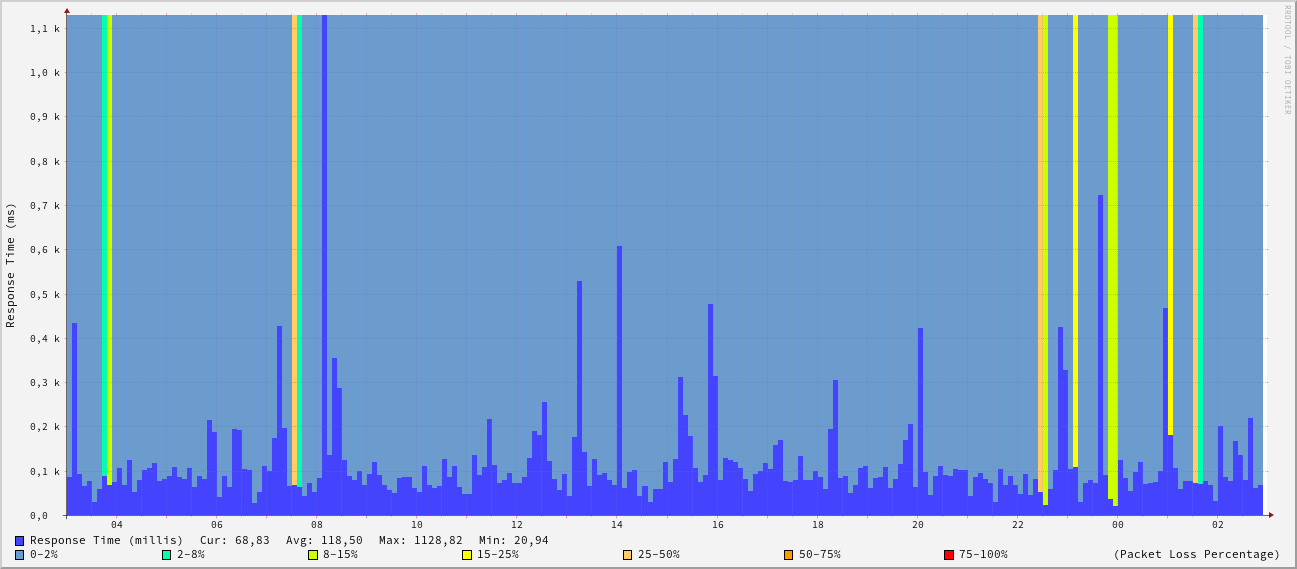 RRDTOOL / TOBI OETIKER
Response Time (ms)
1,1 k
1,0 k
0,9 k
0,8 k
0,7 k
0,6 k
0,5 k
0,4 k
0,3 k
0,2 k
0,1 k
0,0
04 06 08 10 12 14 16 18 20 22 00 02
Response Time (millis) Cur: 68,83 Avg: 118,50 Max: 1128,82 Min: 20,94
0-2% 2-8% 8-15% 15-25% 25-50% 50-75% 75-100% (Packet Loss Percentage)